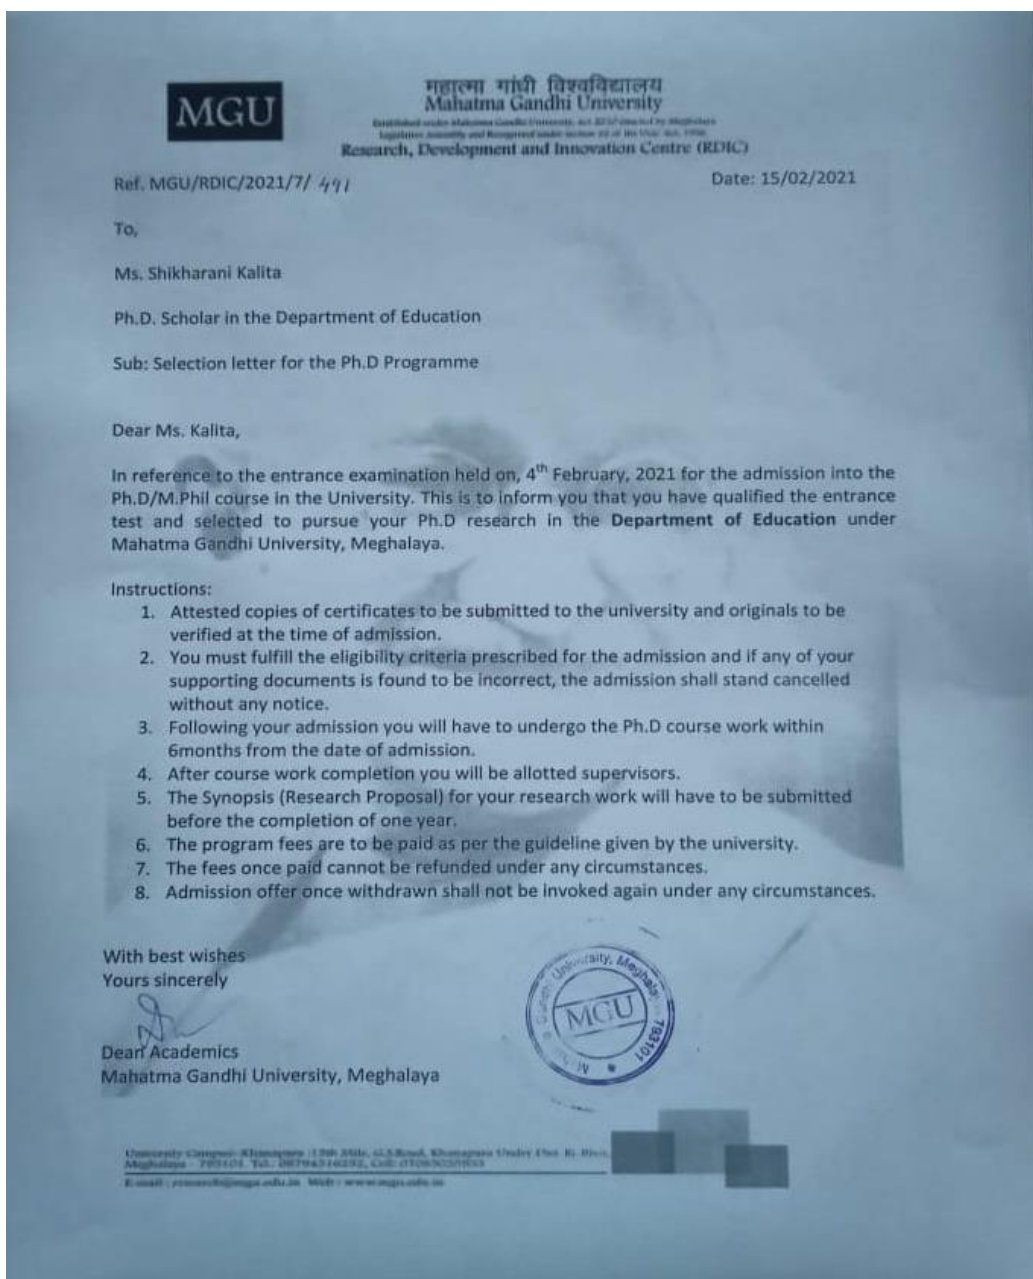 MGU
महात्मा गांधी विश्वविद्यालय
Mahatma Gandhi University
Research, Development and Innovation Centre (RDIC)
Ref. MGU/RDIC/2021/7/ 491
Date: 15/02/2021
To,
Ms. Shikharani Kalita
Ph.D. Scholar in the Department of Education
Sub: Selection letter for the Ph.D Programme
Dear Ms. Kalita,
In reference to the entrance examination held on, 4th February, 2021 for the admission into the
Ph.D/M.Phil course in the University. This is to inform you that you have qualified the entrance
test and selected to pursue your Ph.D research in the Department of Education under
Mahatma Gandhi University, Meghalaya.
Instructions:
1. Attested copies of certificates to be submitted to the university and originals to be
verified at the time of admission.
2. You must fulfill the eligibility criteria prescribed for the admission and if any of your
supporting documents is found to be incorrect, the admission shall stand cancelled
without any notice.
3. Following your admission you will have to undergo the Ph.D course work within
6months from the date of admission.
4. After course work completion you will be allotted supervisors.
5. The Synopsis (Research Proposal) for your research work will have to be submitted
before the completion of one year.
6. The program fees are to be paid as per the guideline given by the university.
7. The fees once paid cannot be refunded under any circumstances.
8. Admission offer once withdrawn shall not be invoked again under any circumstances.
With best wishes
Yours sincerely
Dean Academics
Mahatma Gandhi University, Meghalaya
University, Meghalaya 793101
MGU
E-mail : research@mgu.edu.in Web : www.mgu.edu.in